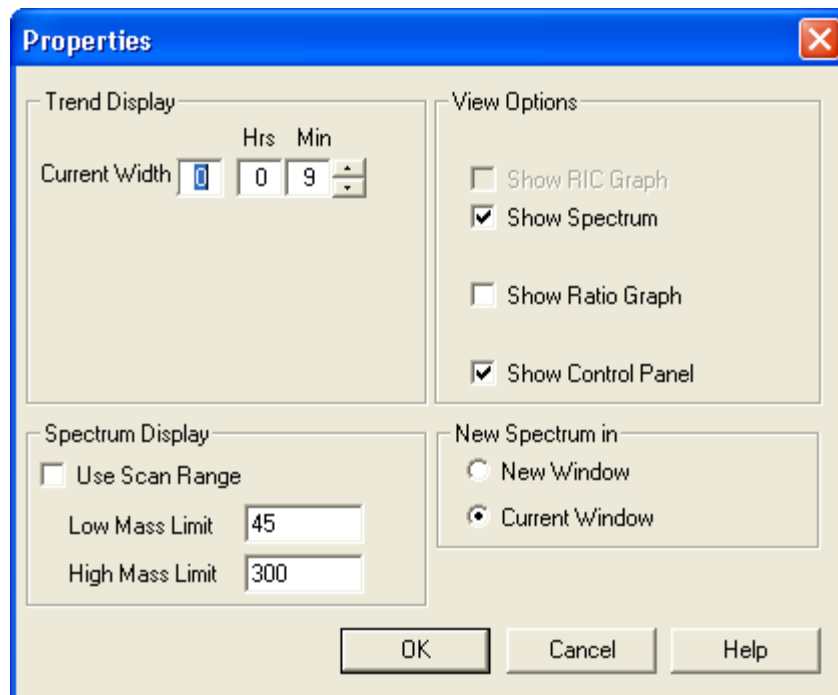 Properties
Trend Display
Hrs Min
Current Width 0 0 9
View Options
Show RIC Graph
Show Spectrum
Show Ratio Graph
Show Control Panel
Spectrum Display
Use Scan Range
Low Mass Limit 45
High Mass Limit 300
New Spectrum in
New Window
Current Window
OK Cancel Help